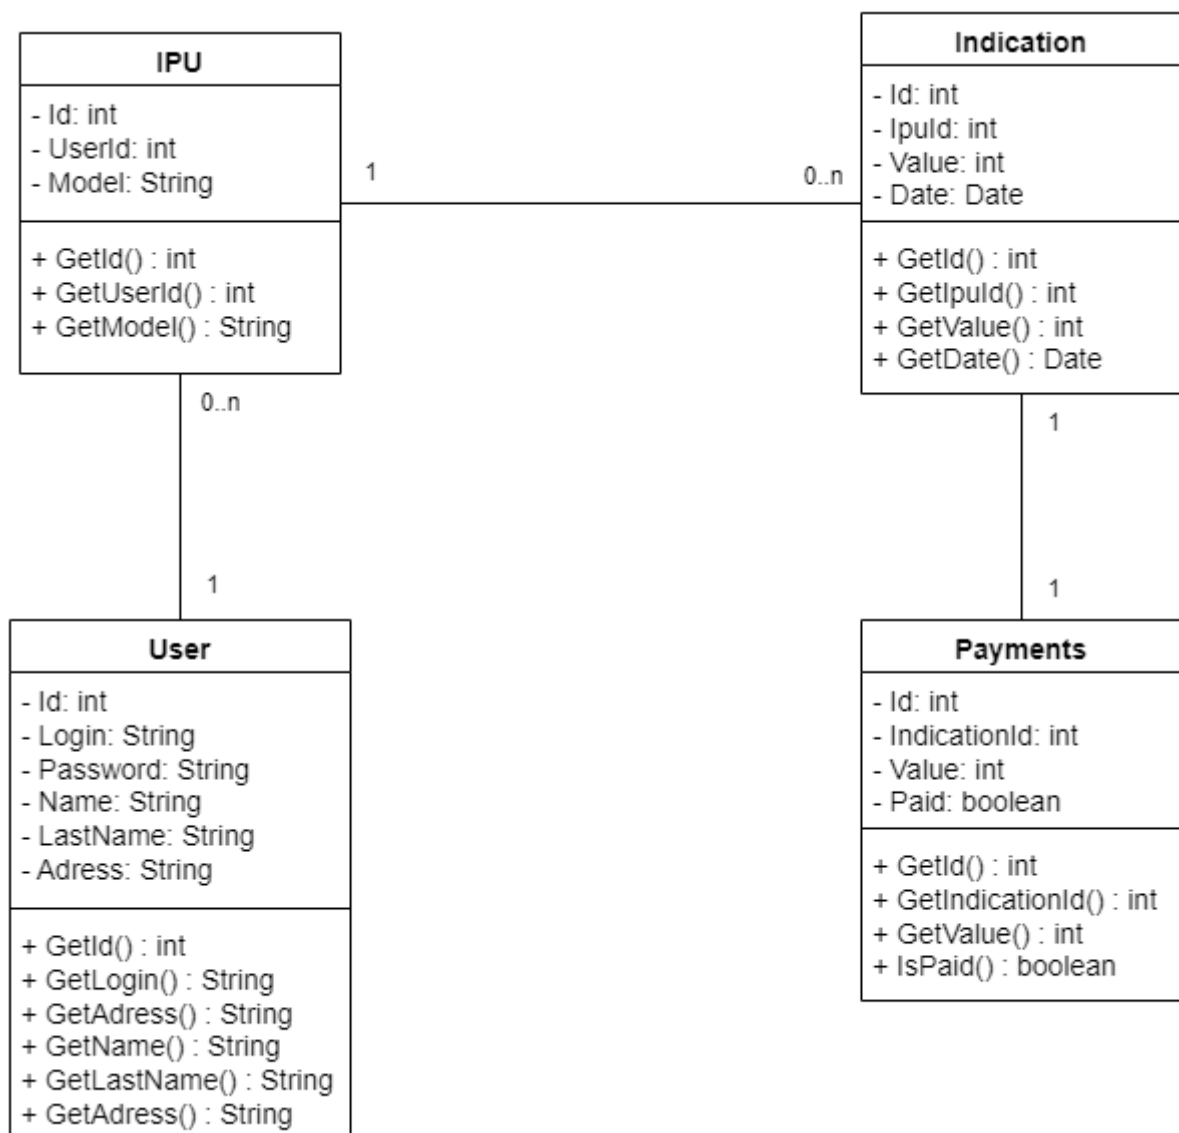 IPU
- Id: int
- UserId: int
- Model: String
+ GetId() : int
+ GetUserId() : int
+ GetModel() : String
1
0..n
Indication
- Id: int
- IpuId: int
- Value: int
- Date: Date
+ GetId() : int
+ GetIpuId() : int
+ GetValue() : int
+ GetDate() : Date
0..n
1
1
1
User
- Id: int
- Login: String
- Password: String
- Name: String
- LastName: String
- Adress: String
+ GetId() : int
+ GetLogin() : String
+ GetAdress() : String
+ GetName() : String
+ GetLastName() : String
+ GetAdress() : String
Payments
- Id: int
- IndicationId: int
- Value: int
- Paid: boolean
+ GetId() : int
+ GetIndicationId() : int
+ GetValue() : int
+ IsPaid() : boolean